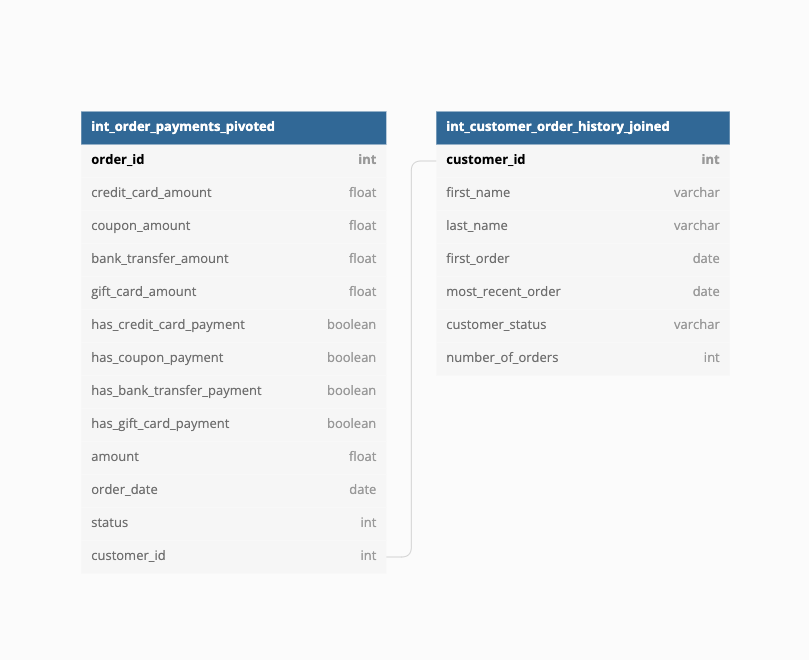 int_order_payments_pivoted
order_id int
credit_card_amount float
coupon_amount float
bank_transfer_amount float
gift_card_amount float
has_credit_card_payment boolean
has_coupon_payment boolean
has_bank_transfer_payment boolean
has_gift_card_payment boolean
amount float
order_date date
status int
customer_id int
int_customer_order_history_joined
customer_id int
first_name varchar
last_name varchar
first_order date
most_recent_order date
customer_status varchar
number_of_orders int